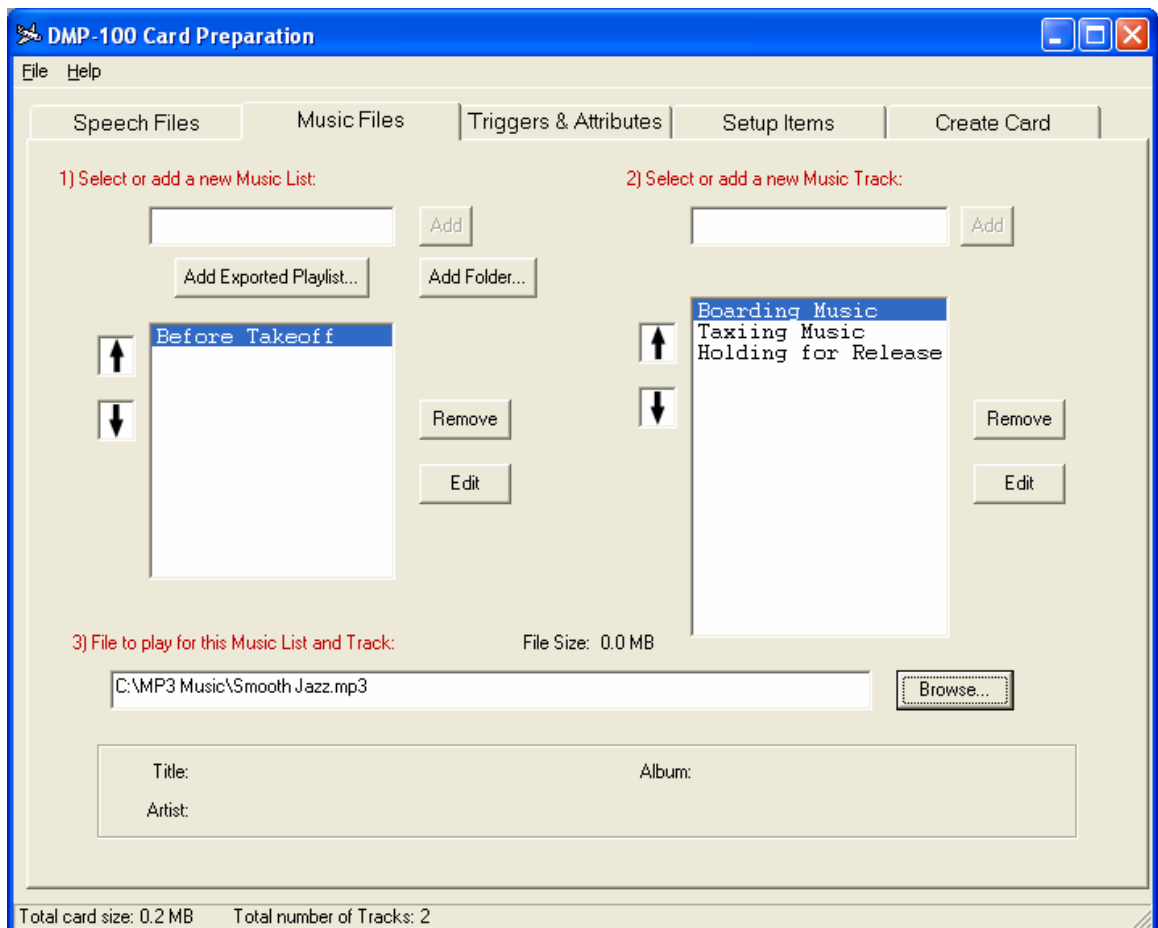 DMP-100 Card Preparation
File Help
Speech Files Music Files Triggers & Attributes Setup Items Create Card
1) Select or add a new Music List:
Add
Add Exported Playlist... Add Folder...
Before Takeoff
Remove
Edit
2) Select or add a new Music Track:
Add
Boarding Music
Taxiing Music
Holding for Release
Remove
Edit
3) File to play for this Music List and Track: File Size: 0.0 MB
C:\MP3 Music\Smooth Jazz.mp3 Browse...
Title: Album:
Artist:
Total card size: 0.2 MB Total number of Tracks: 2